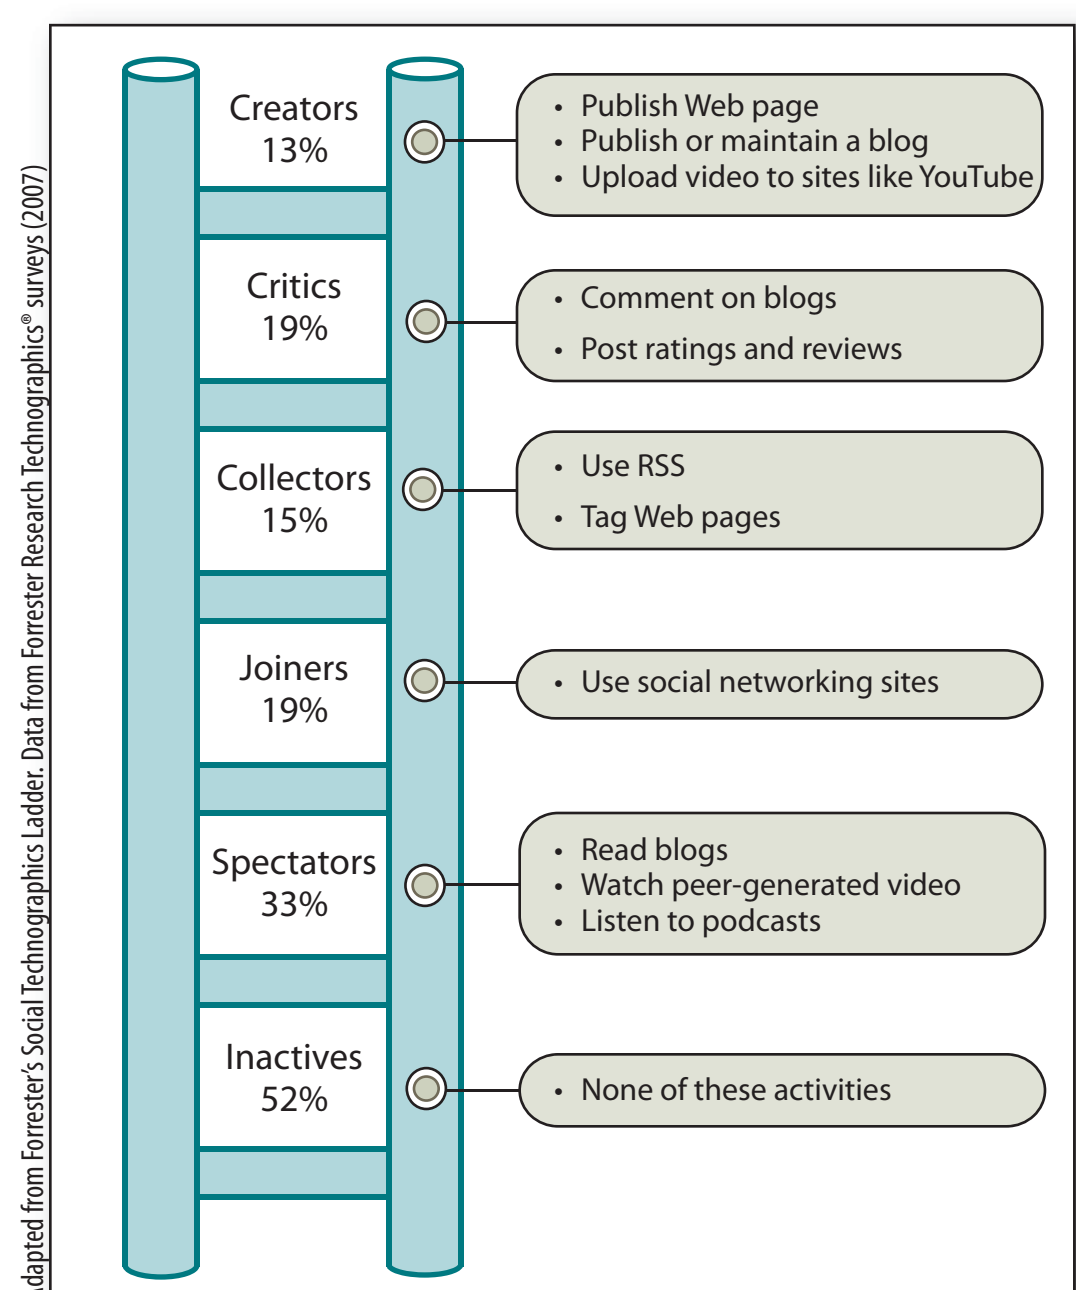 Creators
13%
• Publish Web page
• Publish or maintain a blog
• Upload video to sites like YouTube
Critics
19%
• Comment on blogs
• Post ratings and reviews
Collectors
15%
• Use RSS
• Tag Web pages
Joiners
19%
• Use social networking sites
Spectators
33%
• Read blogs
• Watch peer-generated video
• Listen to podcasts
Inactives
52%
• None of these activities
Adapted from Forrester's Social Technographics Ladder. Data from Forrester Research Technographics® surveys (2007)